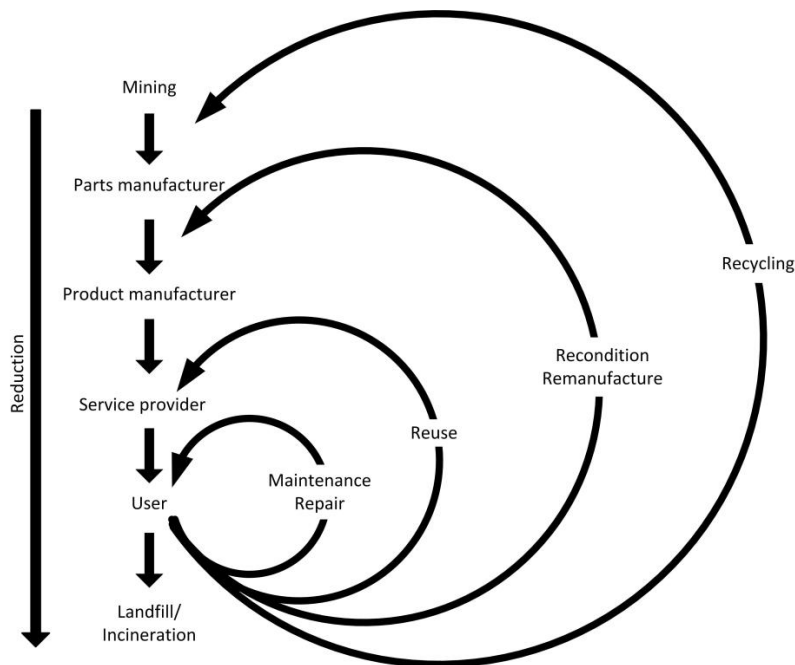 Mining
Parts manufacturer
Product manufacturer
Service provider
User
Landfill/
Incineration
Reduction
Maintenance
Repair
Reuse
Recondition
Remanufacture
Recycling